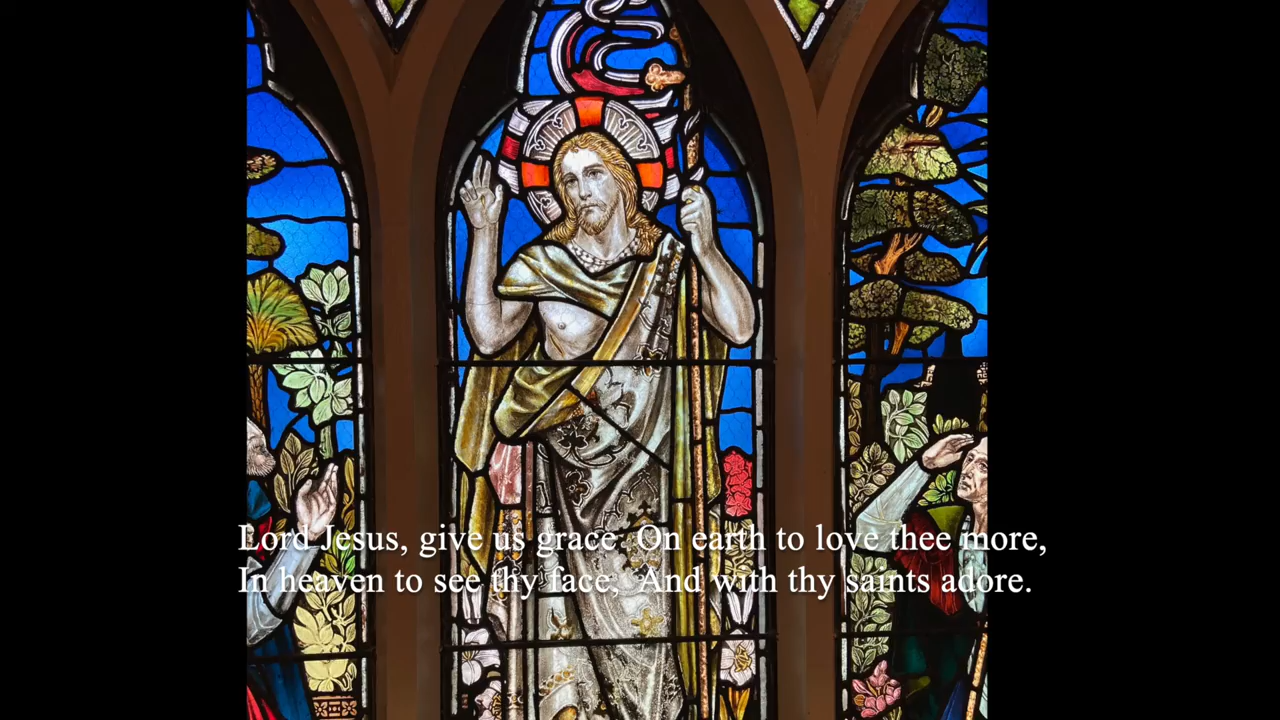 Lord Jesus, give us grace On earth to love thee more,
In heaven to see thy face, And with thy saints adore.